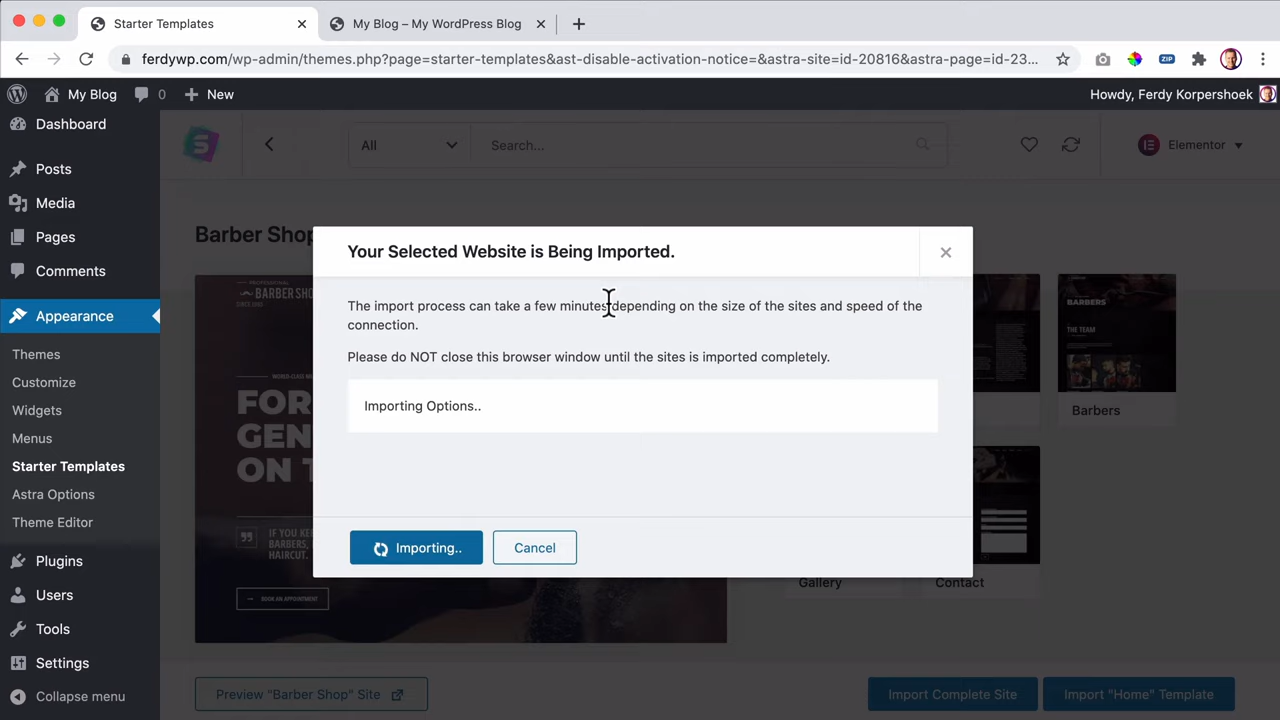 Starter Templates
My Blog – My WordPress Blog
ferdywp.com/wp-admin/themes.php?page=starter-templates&ast-disable-activation-notice=&astra-site=id-20816&astra-page=id-23...
ZIP
My Blog
0
New
Howdy, Ferdy Korpershoek
Dashboard
Posts
Media
Pages
Comments
Appearance
Themes
Customize
Widgets
Menus
Starter Templates
Astra Options
Theme Editor
Plugins
Users
Tools
Settings
Collapse menu
All
Search...
Elementor
Barber Shop
BARBER SHOP
FOR
GEN
ON T
IF YOU KE
BARBERS,
HAIRCUT.
BOOK AN APPOINTMENT
Your Selected Website is Being Imported.
The import process can take a few minutes depending on the size of the sites and speed of the
connection.
Please do NOT close this browser window until the sites is imported completely.
Importing Options..
Importing..
Cancel
BARBERS
THE TEAM
Barbers
Gallery
Contact
Preview "Barber Shop" Site
Import Complete Site
Import "Home" Template